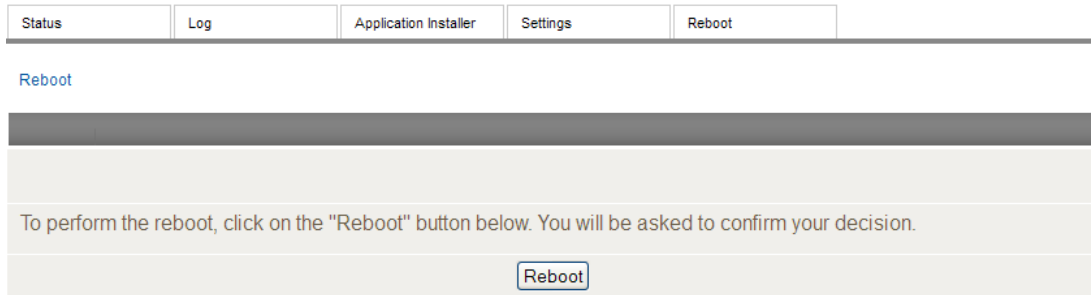 Status Log Application Installer Settings Reboot
Reboot
To perform the reboot, click on the "Reboot" button below. You will be asked to confirm your decision.
Reboot